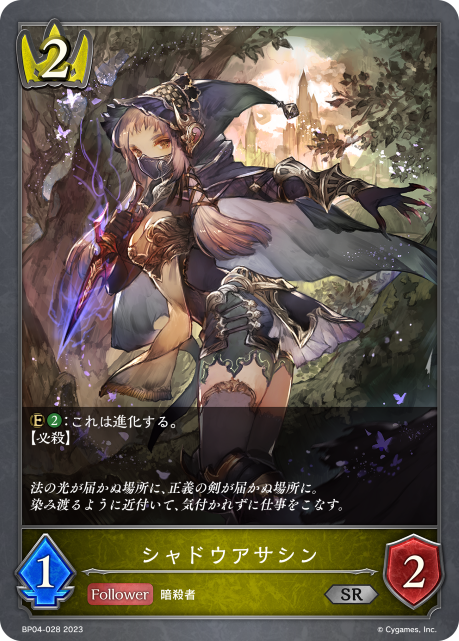 2
E 2：これは進化する。
【必殺】
法の光が届かぬ場所に、正義の剣が届かぬ場所に。
染み渡るように近付いて、気付かれずに仕事をこなす。
シャドウアサシン
1
Follower 暗殺者
SR
2
BP04-028 2023
© Cygames, Inc.